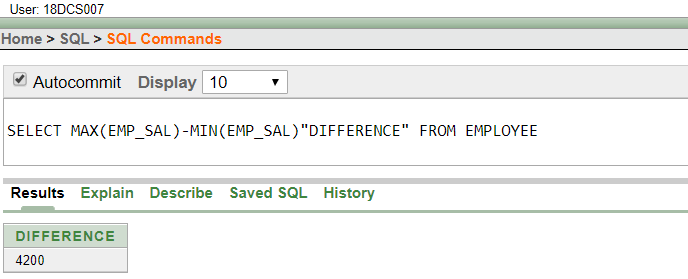 User: 18DCS007
Home > SQL > SQL Commands
Autocommit Display 10
SELECT MAX(EMP_SAL)-MIN(EMP_SAL)"DIFFERENCE" FROM EMPLOYEE
Results Explain Describe Saved SQL History
DIFFERENCE
4200